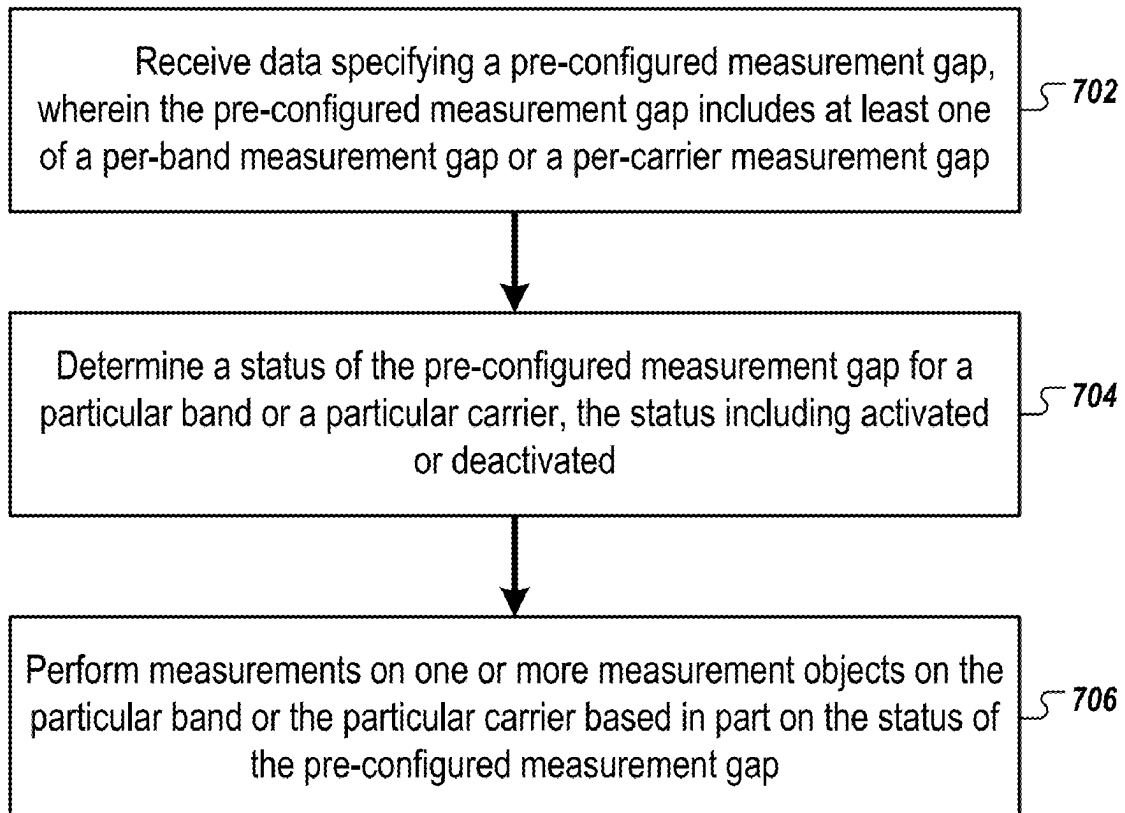 Receive data specifying a pre-configured measurement gap,
wherein the pre-configured measurement gap includes at least one
of a per-band measurement gap or a per-carrier measurement gap
702
Determine a status of the pre-configured measurement gap for a
particular band or a particular carrier, the status including activated
or deactivated
704
Perform measurements on one or more measurement objects on the
particular band or the particular carrier based in part on the status of
the pre-configured measurement gap
706